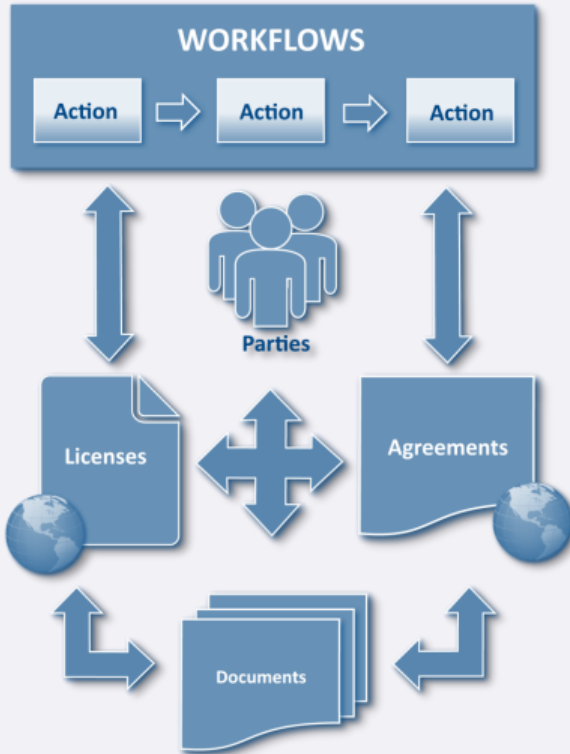 WORKFLOWS
Action Action Action
Parties
Licenses
Agreements
Documents